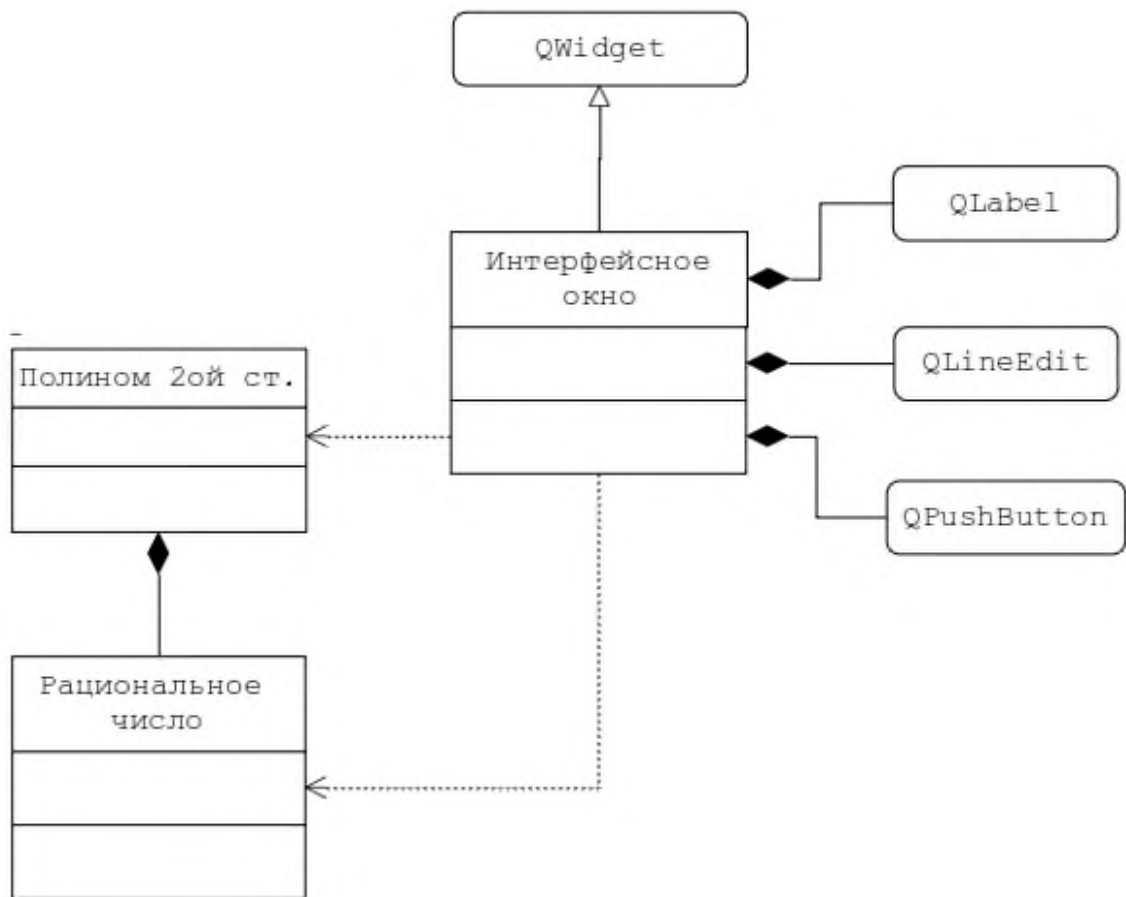 QWidget
QLabel
Интерфейсное
окно
QLineEdit
Полином 2ой ст.
QPushButton
Рациональное
число